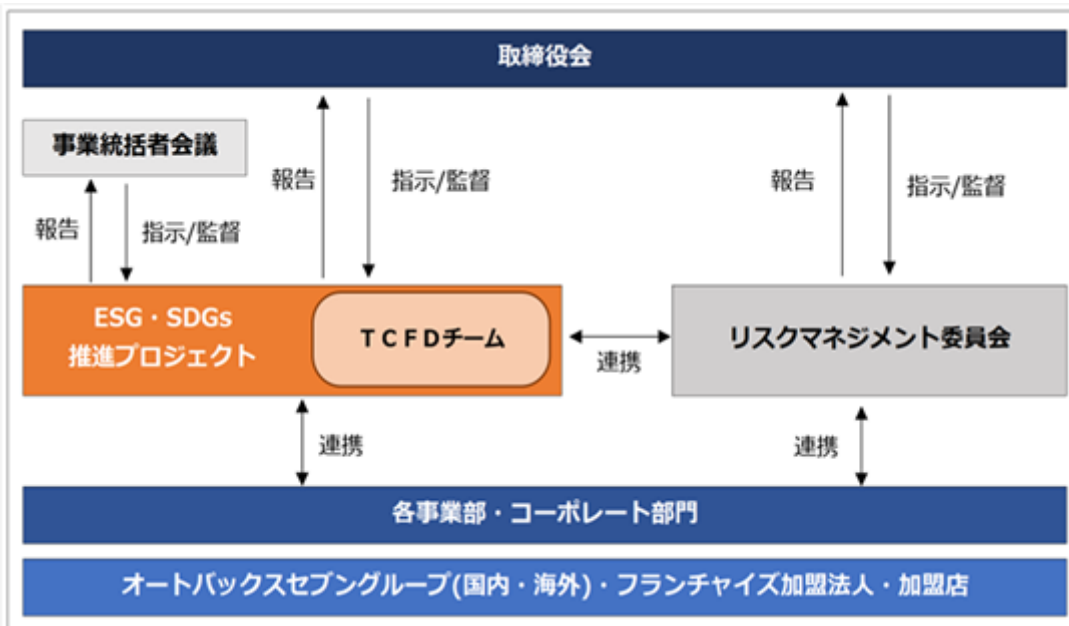 取締役会
事業統括者会議
報告
指示/監督
報告
指示/監督
報告
指示/監督
ESG・SDGs
推進プロジェクト
TCFDチーム
連携
リスクマネジメント委員会
連携
連携
各事業部・コーポレート部門
オートバックスセブングループ(国内・海外)・フランチャイズ加盟法人・加盟店